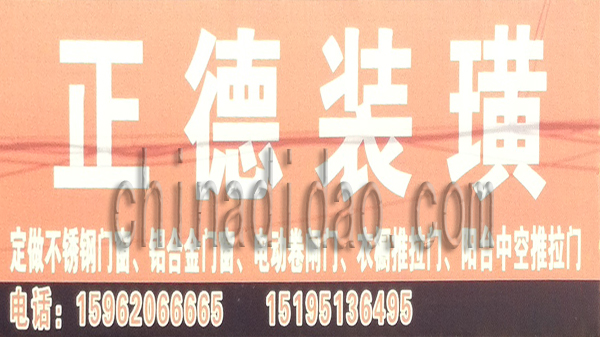 正德装璜
chinadidao.com
定做不锈钢门窗、铝合金门窗、电动卷闸门、衣橱推拉门、阳台中空推拉门
电话：15962066665 15195136495